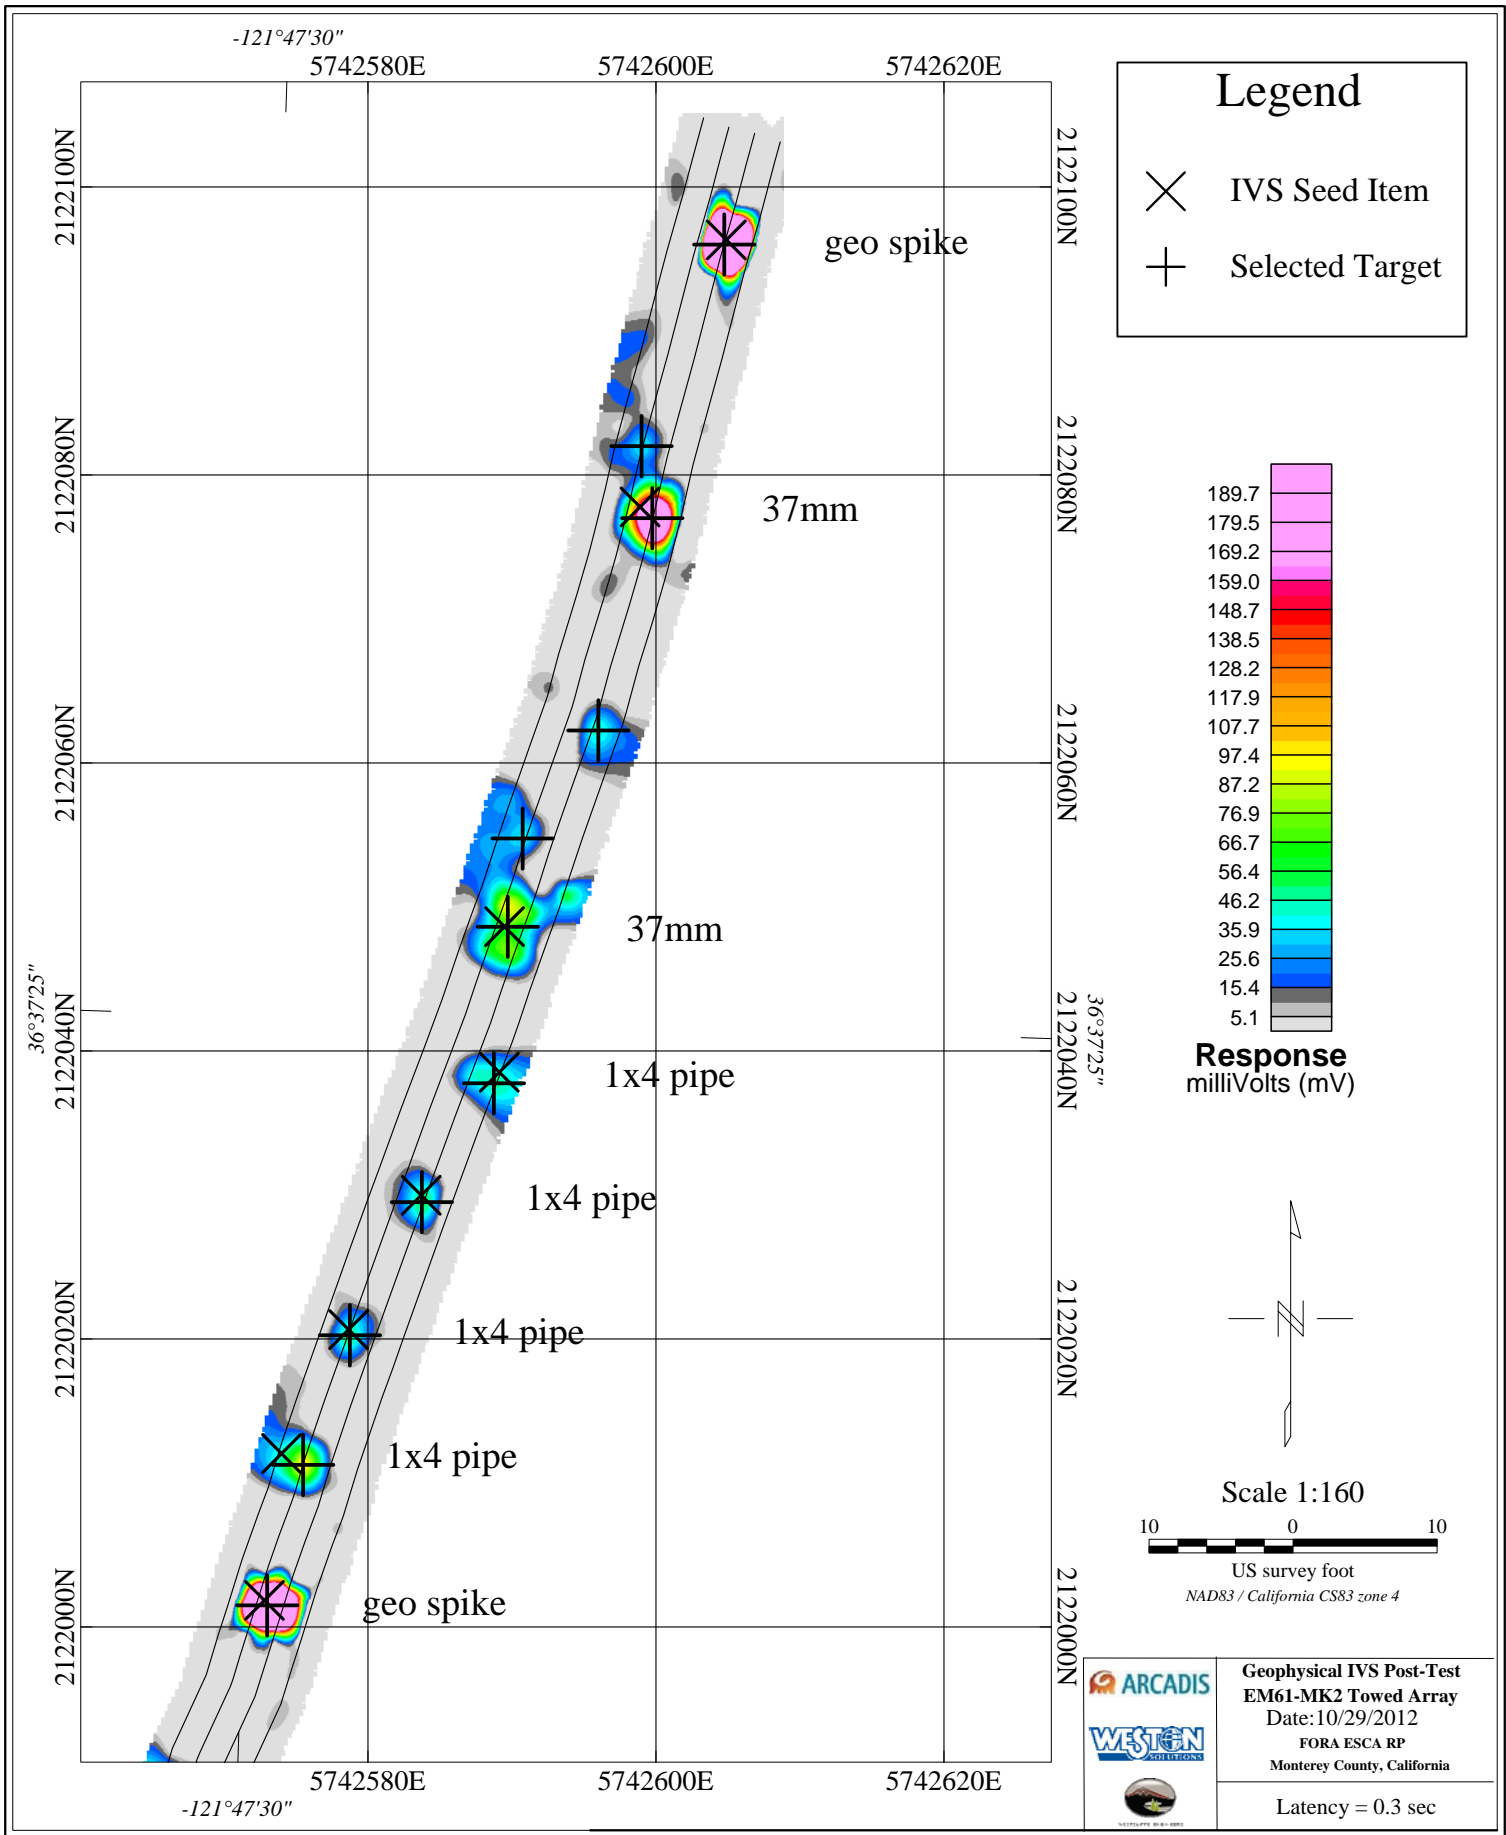 -121°47'30"
5742580E
5742600E
5742620E
Legend
IVS Seed Item
Selected Target
2122100N
2122100N
geo spike
2122080N
2122080N
37mm
189.7
179.5
169.2
159.0
148.7
138.5
128.2
117.9
107.7
97.4
87.2
76.9
66.7
56.4
46.2
35.9
25.6
15.4
5.1
Response
milliVolts (mV)
2122060N
2122060N
37mm
36°37'25"
36°37'25"
2122040N
2122040N
1x4 pipe
1x4 pipe
N
2122020N
2122020N
1x4 pipe
1x4 pipe
Scale 1:160
10 0 10
US survey foot
NAD83 / California CS83 zone 4
2122000N
2122000N
geo spike
5742580E
5742600E
5742620E
-121°47'30"
ARCADIS
WESTON
SOLUTIONS
Geophysical IVS Post-Test
EM61-MK2 Towed Array
Date:10/29/2012
FORA ESCA RP
Monterey County, California
Latency = 0.3 sec